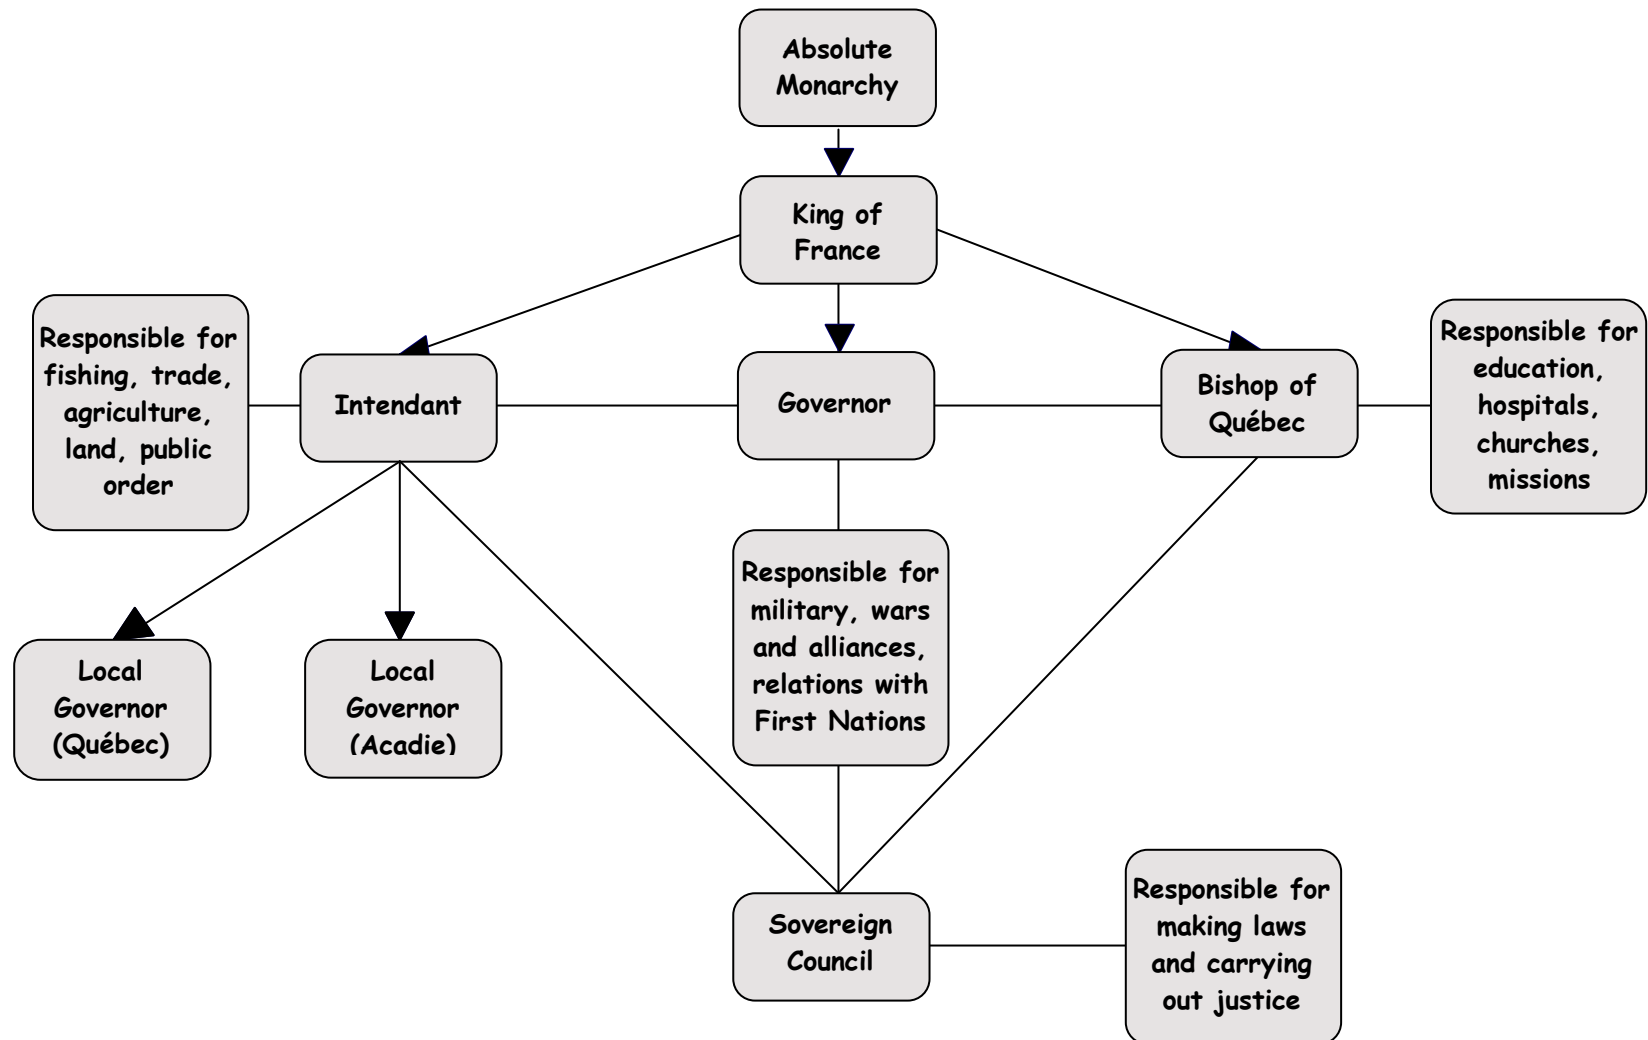 Absolute
Monarchy
King of
France
Responsible for
fishing, trade,
agriculture,
land, public
order
Intendant
Governor
Bishop of
Québec
Responsible for
education,
hospitals,
churches,
missions
Responsible for
military, wars
and alliances,
relations with
First Nations
Local
Governor
(Québec)
Local
Governor
(Acadie)
Sovereign
Council
Responsible for
making laws
and carrying
out justice